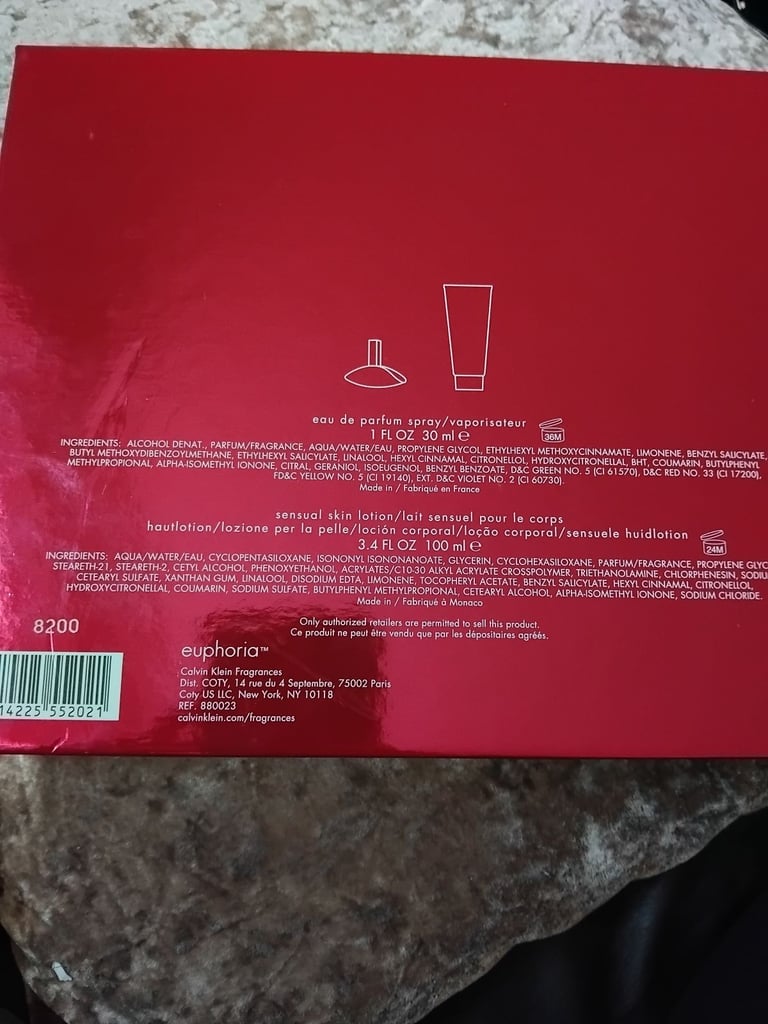 eau de parfum spray/vaporisateur
1 FL OZ 30 ml ℮
36M
INGREDIENTS: ALCOHOL DENAT., PARFUM/FRAGRANCE, AQUA/WATER/EAU, PROPYLENE GLYCOL, ETHYLHEXYL METHOXYCINNAMATE, LIMONENE, BENZYL SALICYLATE,
BUTYL METHOXYDIBENZOYLMETHANE, ETHYLHEXYL SALICYLATE, LINALOOL, HEXYL CINNAMAL, CITRONELLOL, HYDROXYCITRONELLAL, BHT, COUMARIN, BUTYLPHENYL
METHYLPROPIONAL, ALPHA-ISOMETHYL IONONE, CITRAL, GERANIOL, ISOEUGENOL, BENZYL BENZOATE, D&C GREEN NO. 5 (CI 61570), D&C RED NO. 33 (CI 17200),
FD&C YELLOW NO. 5 (CI 19140), EXT. D&C VIOLET NO. 2 (CI 60730).
Made in / Fabriqué en France
sensual skin lotion/lait sensuel pour le corps
hautlotion/lozione per la pelle/loción corporal/loção corporal/sensuele huidlotion
3.4 FL OZ 100 ml ℮
24M
INGREDIENTS: AQUA/WATER/EAU, CYCLOPENTASILOXANE, ISONONYL ISONONANOATE, GLYCERIN, CYCLOHEXASILOXANE, PARFUM/FRAGRANCE, PROPYLENE GLYC
STEARETH-21, STEARETH-2, CETYL ALCOHOL, PHENOXYETHANOL, ACRYLATES/C10-30 ALKYL ACRYLATE CROSSPOLYMER, TRIETHANOLAMINE, CHLORPHENESIN, SODIU
CETEARYL SULFATE, XANTHAN GUM, LINALOOL, DISODIUM EDTA, LIMONENE, TOCOPHERYL ACETATE, BENZYL SALICYLATE, HEXYL CINNAMAL, CITRONELLOL,
HYDROXYCITRONELLAL, COUMARIN, SODIUM SULFATE, BUTYLPHENYL METHYLPROPIONAL, CETEARYL ALCOHOL, ALPHA-ISOMETHYL IONONE, SODIUM CHLORIDE.
Made in / Fabriqué à Monaco
Only authorized retailers are permitted to sell this product.
Ce produit ne peut être vendu que par les dépositaires agréés.
8200
14225 552021
euphoria™
Calvin Klein Fragrances
Dist. COTY, 14 rue du 4 Septembre, 75002 Paris
Coty US LLC, New York, NY 10118
REF. 880023
calvinklein.com/fragrances